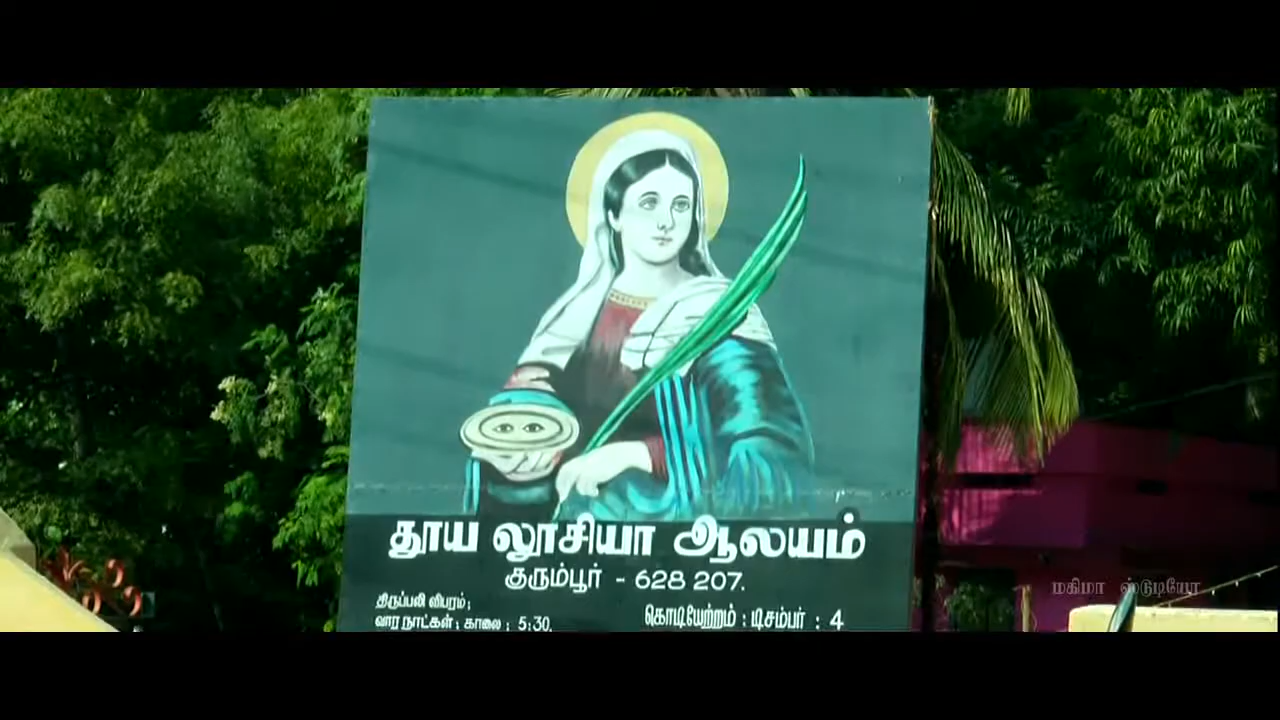 தூய லூசியா ஆலயம்
குரும்பூர் - 628 207.
திருப்பலி விபரம்;
வார நாட்கள் : காலை : 5:30.
கொடியேற்றம் : டிசம்பர் : 4
மகிமா ஸ்டுடியோ